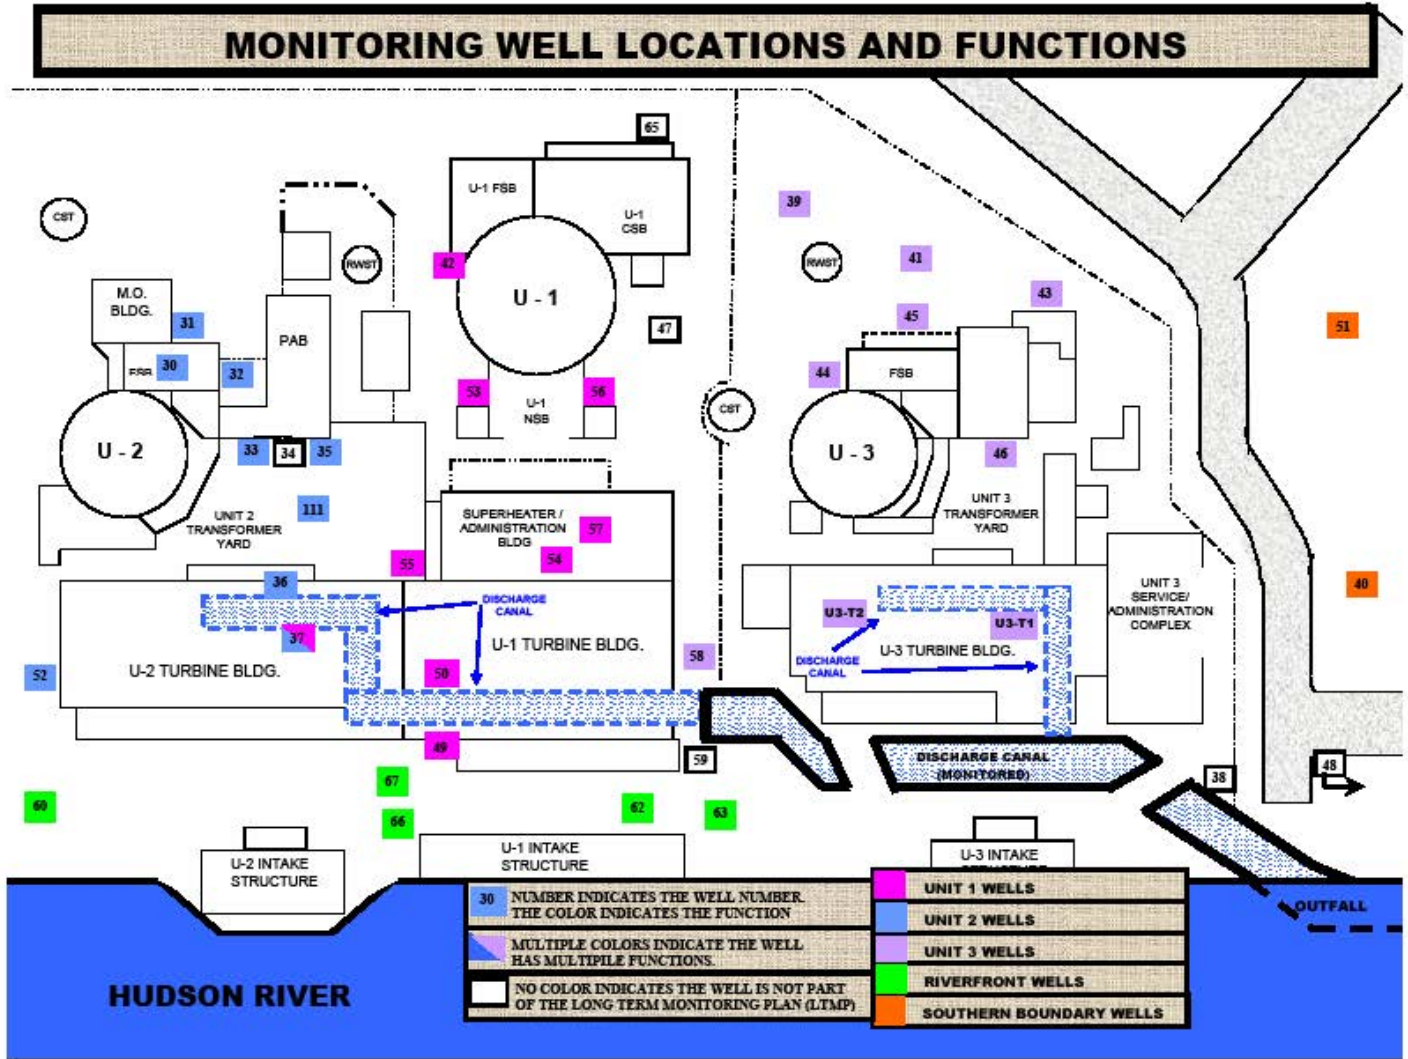 MONITORING WELL LOCATIONS AND FUNCTIONS
65
U-1 FSB
U-1
CSB
39
CST
RWST
42
RWST
41
M.O.
BLDG.
U - 1
43
31
PAB
47
45
51
FSB
30
32
44
FSB
53
U-1
NSB
56
CST
U - 2
33
34
35
U - 3
46
111
UNIT 2
TRANSFORMER
YARD
SUPERHEATER /
ADMINISTRATION
BLDG
57
54
55
UNIT 3
TRANSFORMER
YARD
36
DISCHARGE
CANAL
UNIT 3
SERVICE/
ADMINISTRATION
COMPLEX
40
37
U3-T2
U3-T1
U-1 TURBINE BLDG.
U-3 TURBINE BLDG.
58
DISCHARGE
CANAL
52
U-2 TURBINE BLDG.
50
49
59
DISCHARGE CANAL
(MONITORED)
38
48
67
60
66
62
63
U-2 INTAKE
STRUCTURE
U-1 INTAKE
STRUCTURE
U-3 INTAKE
30 NUMBER INDICATES THE WELL NUMBER.
THE COLOR INDICATES THE FUNCTION
MULTIPLE COLORS INDICATE THE WELL
HAS MULTIPILE FUNCTIONS.
NO COLOR INDICATES THE WELL IS NOT PART
OF THE LONG TERM MONITORING PLAN (LTMP)
UNIT 1 WELLS
UNIT 2 WELLS
UNIT 3 WELLS
RIVERFRONT WELLS
SOUTHERN BOUNDARY WELLS
OUTFALL
HUDSON RIVER